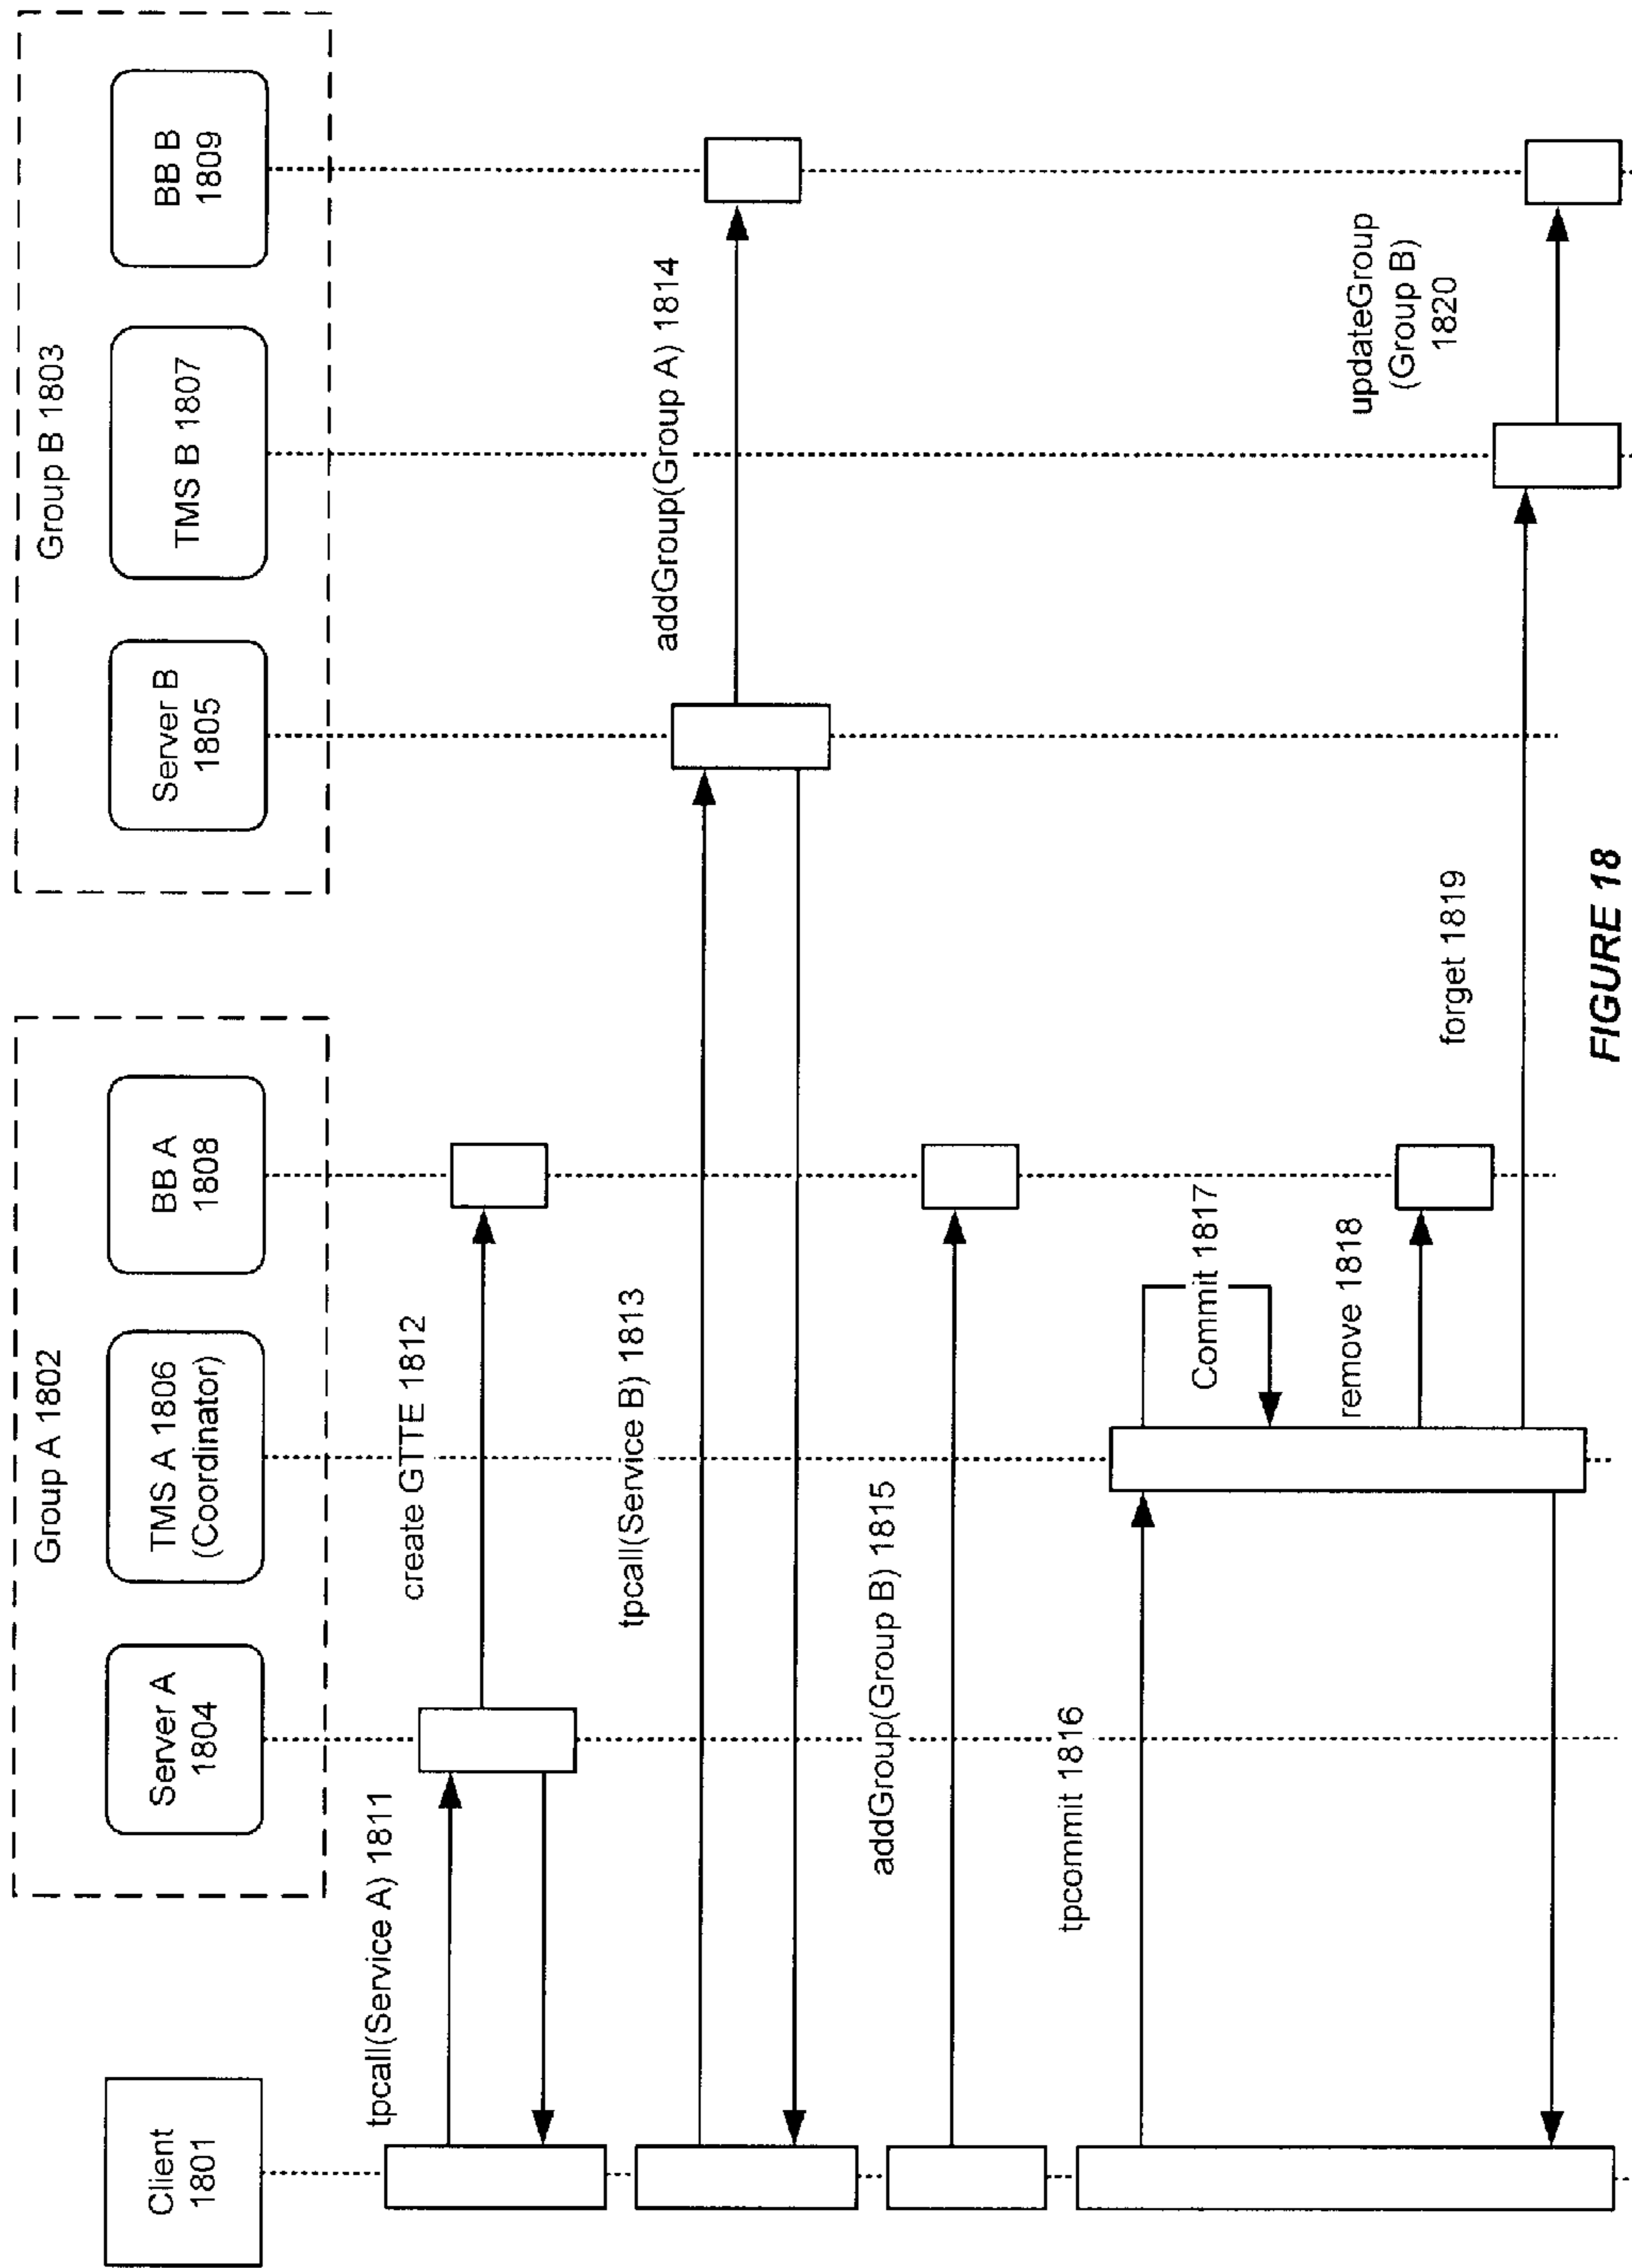 Group A 1802
Group B 1803
Client
1801
Server A
1804
TMS A 1806
(Coordinator)
BB A
1808
Server B
1805
TMS B 1807
BB B
1809
tpcall(Service A) 1811
create GTTE 1812
tpcall(Service B) 1813
addGroup(Group A) 1814
addGroup(Group B) 1815
tpcommit 1816
Commit 1817
remove 1818
forget 1819
updateGroup
(Group B)
1820
FIGURE 18